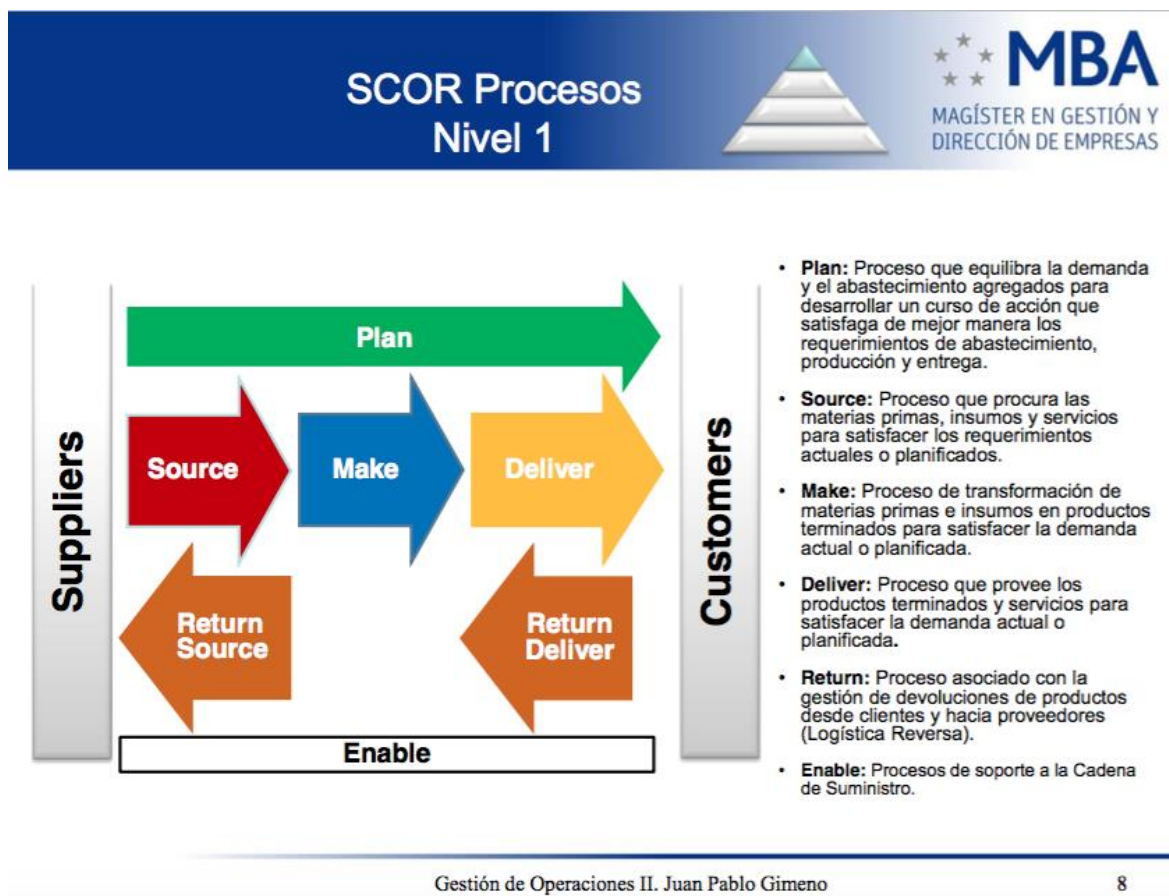 SCOR Procesos
Nivel 1
MBA
MAGÍSTER EN GESTIÓN Y
DIRECCIÓN DE EMPRESAS
Suppliers
Plan
Source
Make
Deliver
Return
Source
Return
Deliver
Enable
Customers
• Plan: Proceso que equilibra la demanda
y el abastecimiento agregados para
desarrollar un curso de acción que
satisfaga de mejor manera los
requerimientos de abastecimiento,
producción y entrega.
• Source: Proceso que procura las
materias primas, insumos y servicios
para satisfacer los requerimientos
actuales o planificados.
• Make: Proceso de transformación de
materias primas e insumos en productos
terminados para satisfacer la demanda
actual o planificada.
• Deliver: Proceso que provee los
productos terminados y servicios para
satisfacer la demanda actual o
planificada.
• Return: Proceso asociado con la
gestión de devoluciones de productos
desde clientes y hacia proveedores
(Logística Reversa).
• Enable: Procesos de soporte a la Cadena
de Suministro.
Gestión de Operaciones II. Juan Pablo Gimeno
8